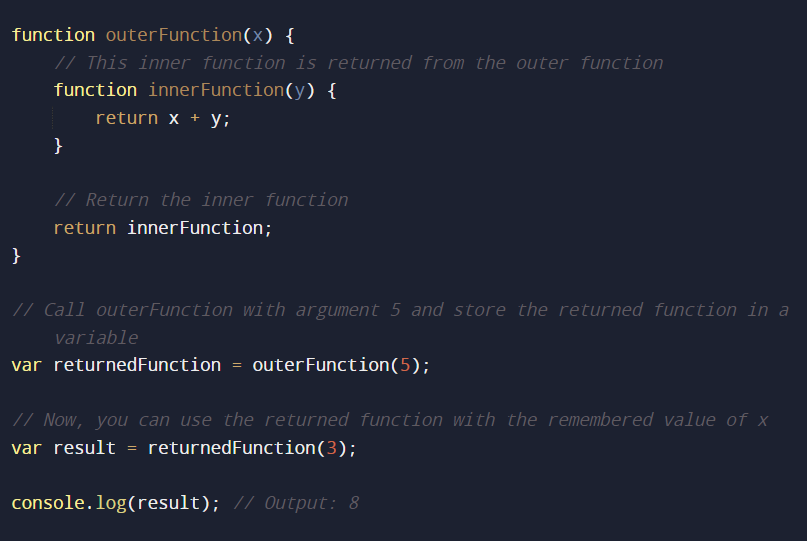 function outerFunction(x) {
    // This inner function is returned from the outer function
    function innerFunction(y) {
        return x + y;
    }
    // Return the inner function
    return innerFunction;
}
// Call outerFunction with argument 5 and store the returned function in a
    variable
var returnedFunction = outerFunction(5);
// Now, you can use the returned function with the remembered value of x
var result = returnedFunction(3);
console.log(result); // Output: 8